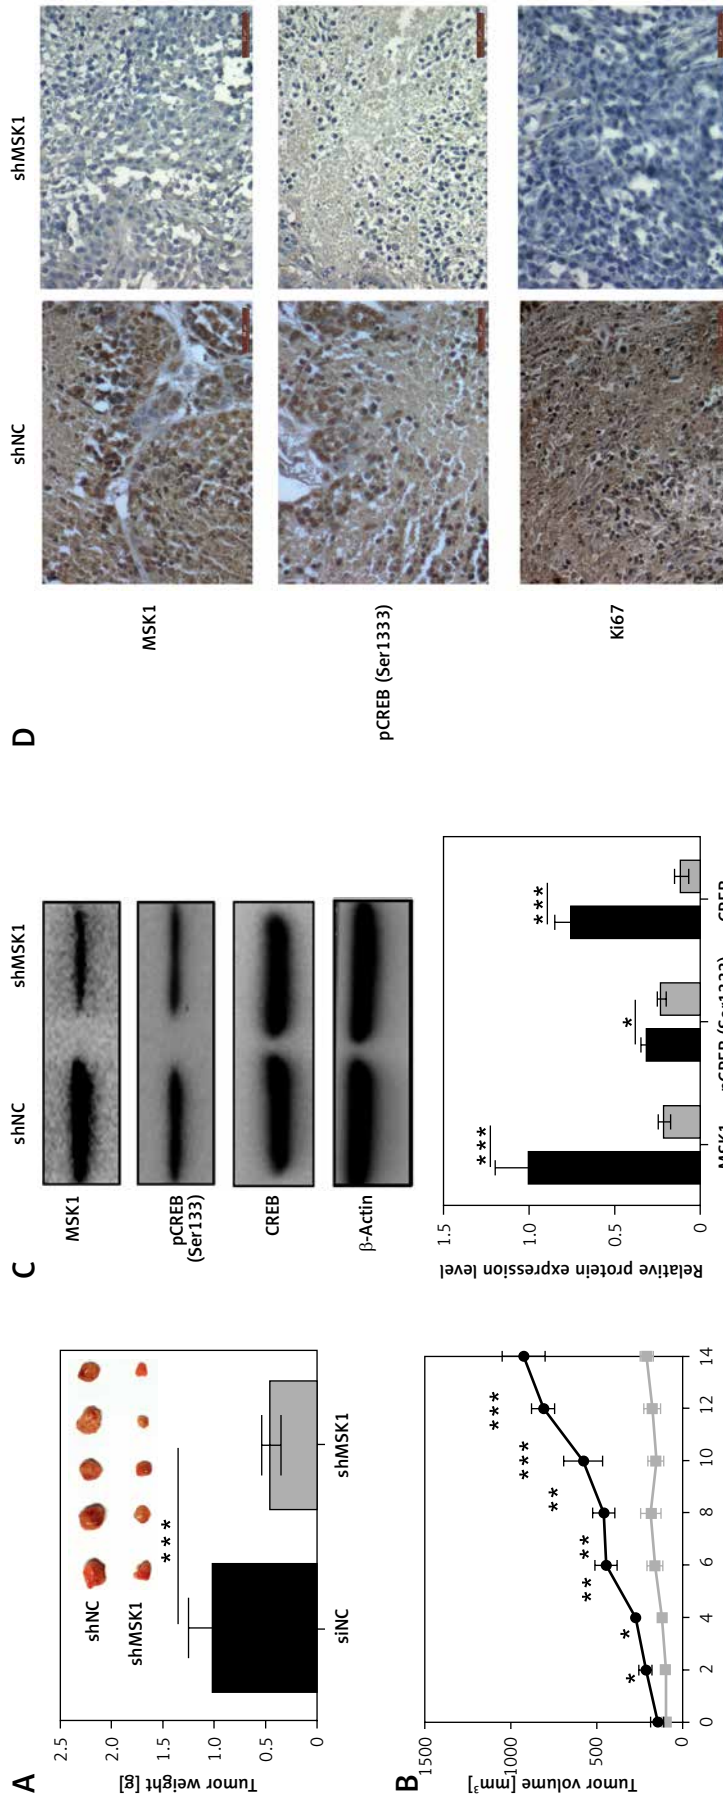 A
Tumor weight [g]
2.5
2.0
1.5
1.0
0.5
0
shNC
shMSK1
***
siNC
shMSK1
B
Tumor volume [mm³]
1500
1000
500
0
*
*
**
**
**
***
***
0 2 4 6 8 10 12 14
C
shNC shMSK1
MSK1
pCREB
(Ser133)
CREB
β-Actin
Relative protein expression level
1.5
1.0
0.5
0
***
*
***
D
shNC shMSK1
MSK1
pCREB (Ser1333)
Ki67